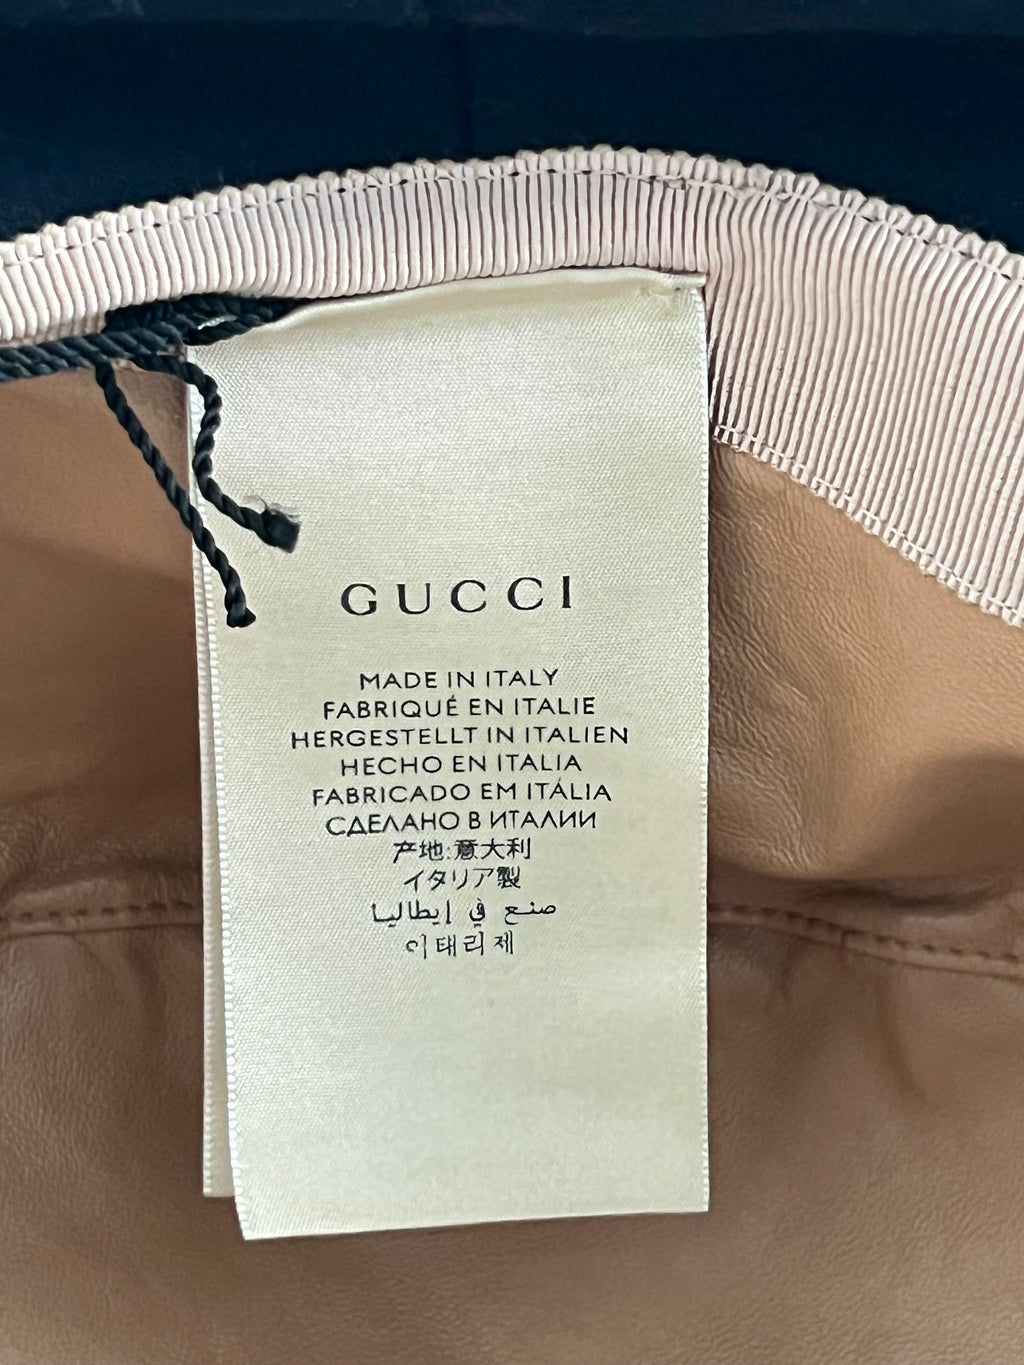 GUCCI
MADE IN ITALY
FABRIQUÉ EN ITALIE
HERGESTELLT IN ITALIEN
HECHO EN ITALIA
FABRICADO EM ITÁLIA
СДЕЛАНО В ИТАЛИИ
产地:意大利
イタリア製
صنع في إيطاليا
이태리제